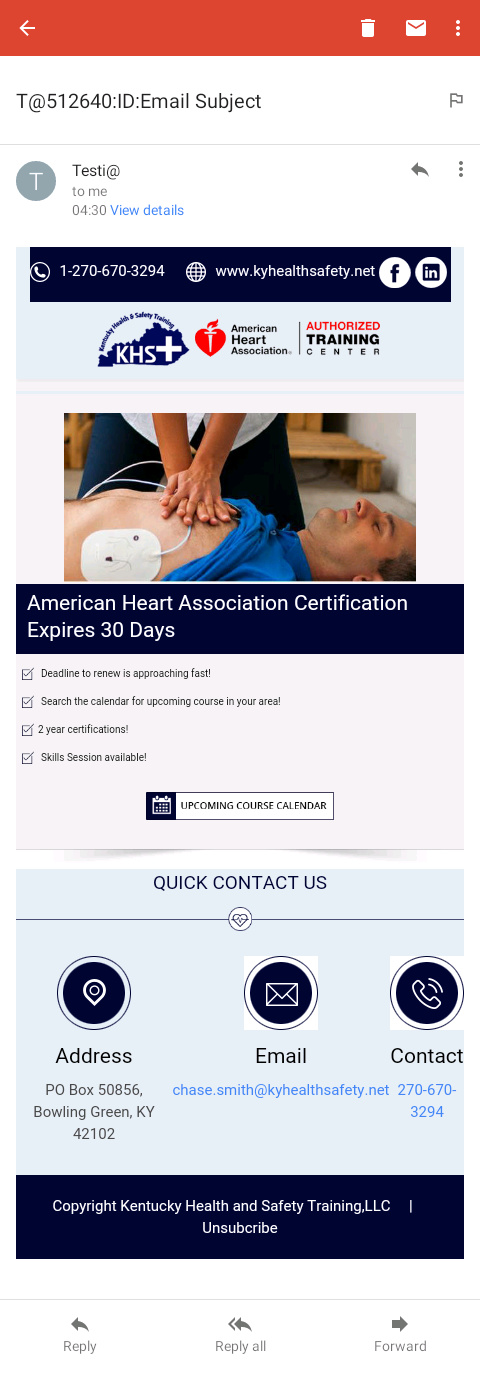 T@512640:ID:Email Subject
T
Testi@
to me
04:30 View details
1-270-670-3294 www.kyhealthsafety.net
Kentucky Health & Safety Training
KHS
American
Heart
Association®
AUTHORIZED
TRAINING
CENTER
American Heart Association Certification
Expires 30 Days
Deadline to renew is approaching fast!
Search the calendar for upcoming course in your area!
2 year certifications!
Skills Session available!
UPCOMING COURSE CALENDAR
QUICK CONTACT US
Address
PO Box 50856,
Bowling Green, KY
42102
Email
chase.smith@kyhealthsafety.net
Contact
270-670-
3294
Copyright Kentucky Health and Safety Training,LLC |
Unsubcribe
Reply
Reply all
Forward